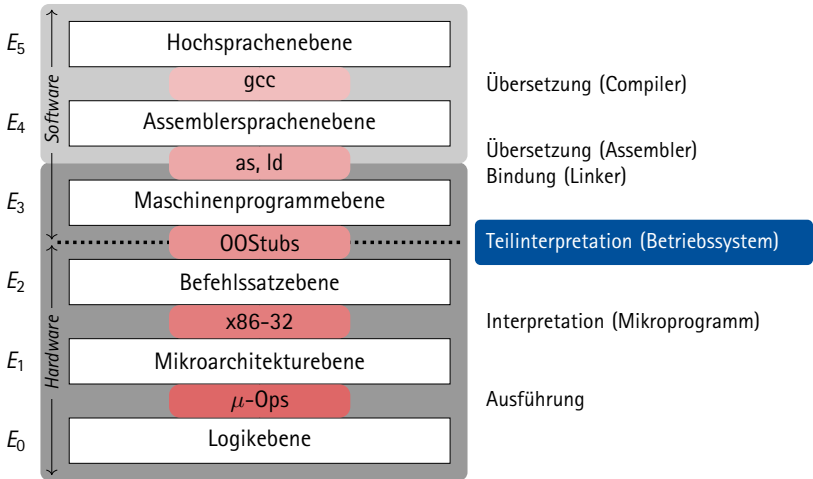 E5
Hochsprachenebene
gcc
Übersetzung (Compiler)
Software
E4
Assemblersprachenebene
as, ld
Übersetzung (Assembler)
Bindung (Linker)
E3
Maschinenprogrammebene
OOStubs
Teilinterpretation (Betriebssystem)
E2
Befehlssatzebene
x86-32
Interpretation (Mikroprogramm)
Hardware
E1
Mikroarchitekturebene
μ-Ops
Ausführung
E0
Logikebene